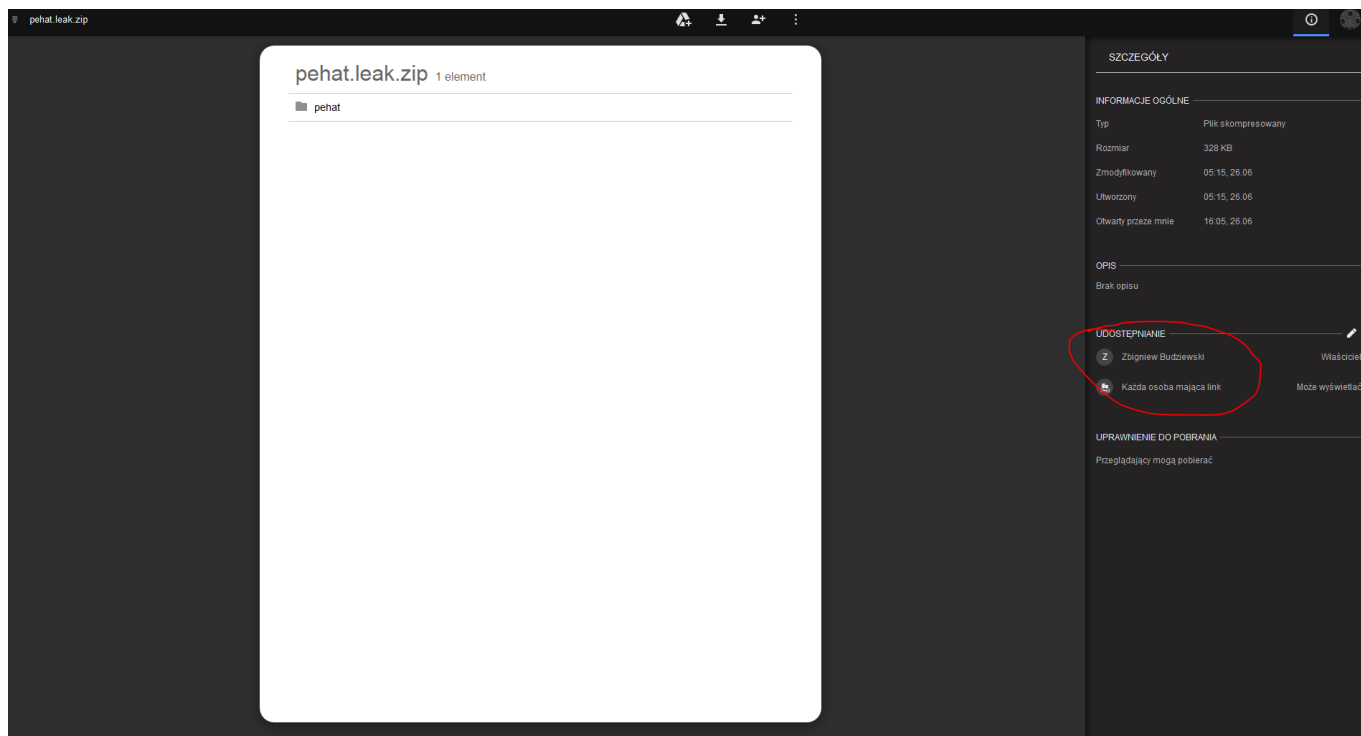 pehat.leak.zip
pehat.leak.zip 1 element
pehat
SZCZEGÓŁY
INFORMACJE OGÓLNE
Typ Plik skompresowany
Rozmiar 328 KB
Zmodyfikowany 05:15, 26.06
Utworzony 05:15, 26.06
Otwarty przeze mnie 16:05, 26.06
OPIS
Brak opisu
UDOSTĘPNIANIE
Z Zbigniew Budziewski Właściciel
Każda osoba mająca link Może wyświetlać
UPRAWNIENIE DO POBRANIA
Przeglądający mogą pobierać